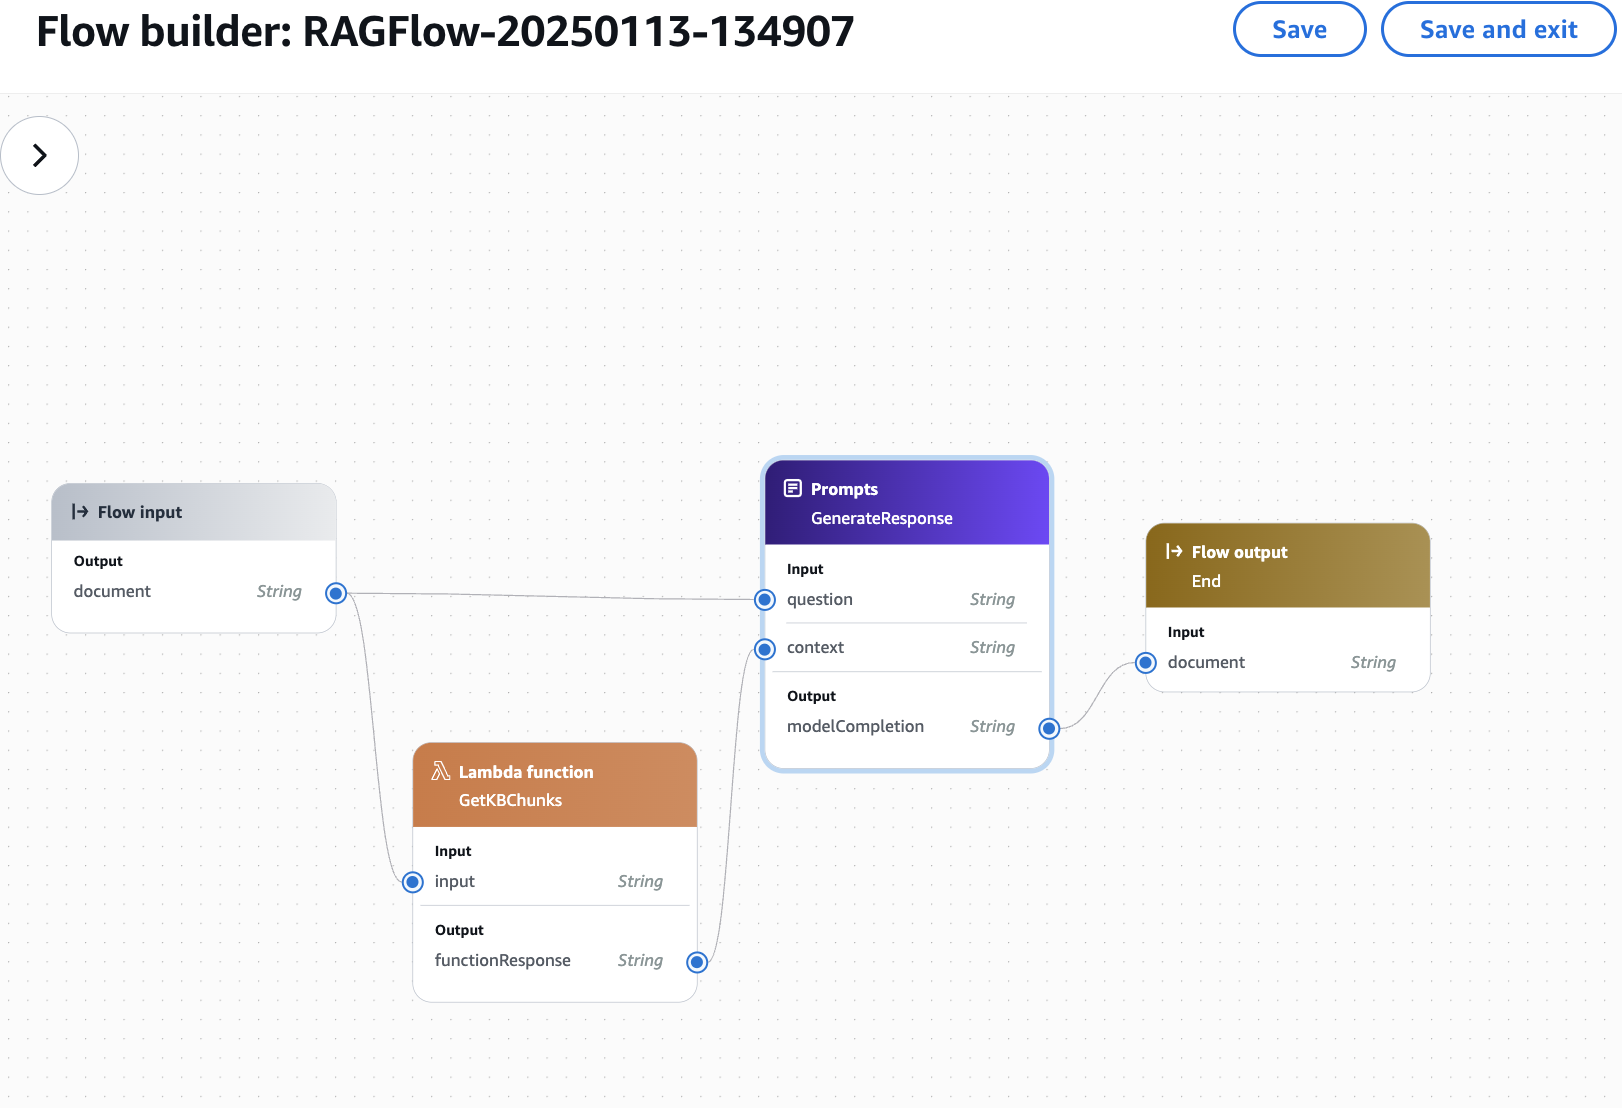 Flow builder: RAGFlow-20250113-134907
Save
Save and exit
Flow input
Output
document String
Prompts
GenerateResponse
Input
question String
context String
Output
modelCompletion String
Flow output
End
Input
document String
Lambda function
GetKBChunks
Input
input String
Output
functionResponse String